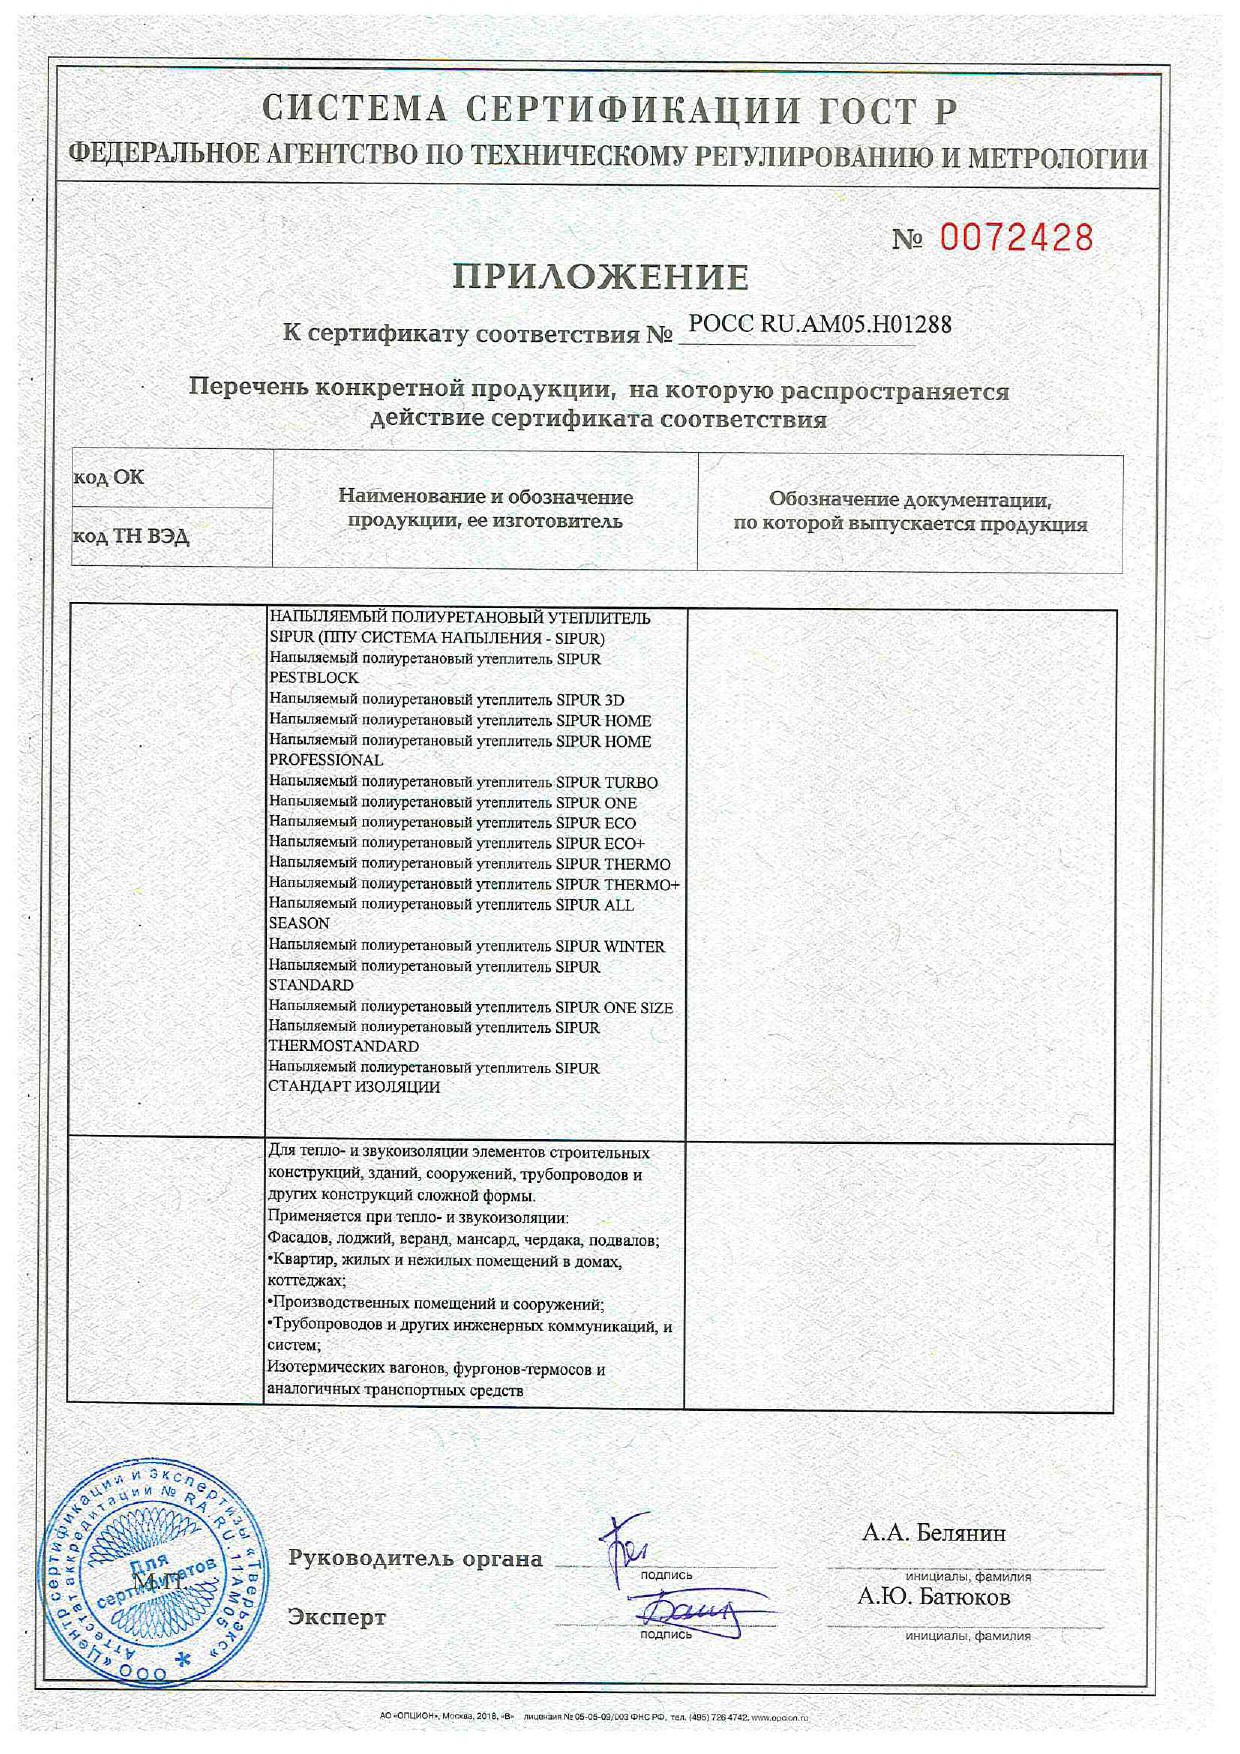 СИСТЕМА СЕРТИФИКАЦИИ ГОСТ Р
ФЕДЕРАЛЬНОЕ АГЕНТСТВО ПО ТЕХНИЧЕСКОМУ РЕГУЛИРОВАНИЮ И МЕТРОЛОГИИ
№ 0072428
ПРИЛОЖЕНИЕ
К сертификату соответствия № РОСС RU.АМ05.Н01288
Перечень конкретной продукции, на которую распространяется
действие сертификата соответствия
код ОК
код ТН ВЭД
Наименование и обозначение
продукции, ее изготовитель
Обозначение документации,
по которой выпускается продукция
НАПЫЛЯЕМЫЙ ПОЛИУРЕТАНОВЫЙ УТЕПЛИТЕЛЬ
SIPUR (ППУ СИСТЕМА НАПЫЛЕНИЯ - SIPUR)
Напыляемый полиуретановый утеплитель SIPUR
PESTBLOCK
Напыляемый полиуретановый утеплитель SIPUR 3D
Напыляемый полиуретановый утеплитель SIPUR HOME
Напыляемый полиуретановый утеплитель SIPUR HOME
PROFESSIONAL
Напыляемый полиуретановый утеплитель SIPUR TURBO
Напыляемый полиуретановый утеплитель SIPUR ONE
Напыляемый полиуретановый утеплитель SIPUR ECO
Напыляемый полиуретановый утеплитель SIPUR ECO+
Напыляемый полиуретановый утеплитель SIPUR THERMO
Напыляемый полиуретановый утеплитель SIPUR THERMO+
Напыляемый полиуретановый утеплитель SIPUR ALL
SEASON
Напыляемый полиуретановый утеплитель SIPUR WINTER
Напыляемый полиуретановый утеплитель SIPUR
STANDARD
Напыляемый полиуретановый утеплитель SIPUR ONE SIZE
Напыляемый полиуретановый утеплитель SIPUR
THERMOSTANDARD
Напыляемый полиуретановый утеплитель SIPUR
СТАНДАРТ ИЗОЛЯЦИИ
Для тепло- и звукоизоляции элементов строительных
конструкций, зданий, сооружений, трубопроводов и
других конструкций сложной формы.
Применяется при тепло- и звукоизоляции:
Фасадов, лоджий, веранд, мансард, чердака, подвалов;
•Квартир, жилых и нежилых помещений в домах,
коттеджах;
•Производственных помещений и сооружений;
•Трубопроводов и других инженерных коммуникаций, и
систем;
Изотермических вагонов, фургонов-термосов и
аналогичных транспортных средств
ООО «Центр сертификации и экспертизы «Тверьэкс»
Аттестат аккредитации № RA.RU.11АМ05
Для
сертификатов
М.П.
Руководитель органа
подпись
А.А. Белянин
инициалы, фамилия
Эксперт
подпись
А.Ю. Батюков
инициалы, фамилия
АО «ОПЦИОН», Москва, 2018, «В» лицензия № 05-05-09/003 ФНС РФ, тел. (495) 726 4742, www.opcion.ru